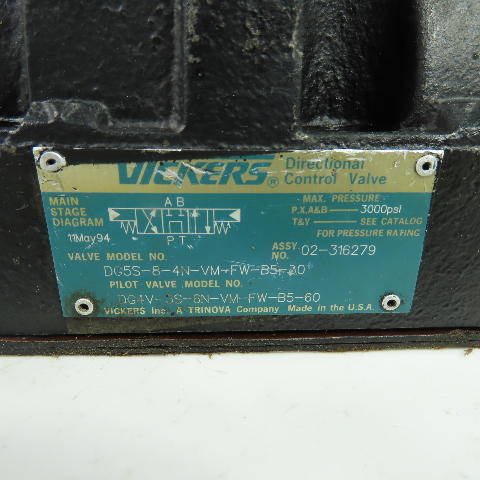 VICKERS® Directional
Control Valve
MAIN
STAGE
DIAGRAM
A B
P T
MAX. PRESSURE
P,X,A&B —— 3000psi
T&Y —— SEE CATALOG
FOR PRESSURE RATING
11May94
VALVE MODEL NO.
ASSY. NO. 02-316279
DG5S-8-4N-VM-FW-B5-30
PILOT VALVE MODEL NO.
DG4V-3S-6N-VM-FW-B5-60
VICKERS Inc. A TRINOVA Company Made in the U.S.A.